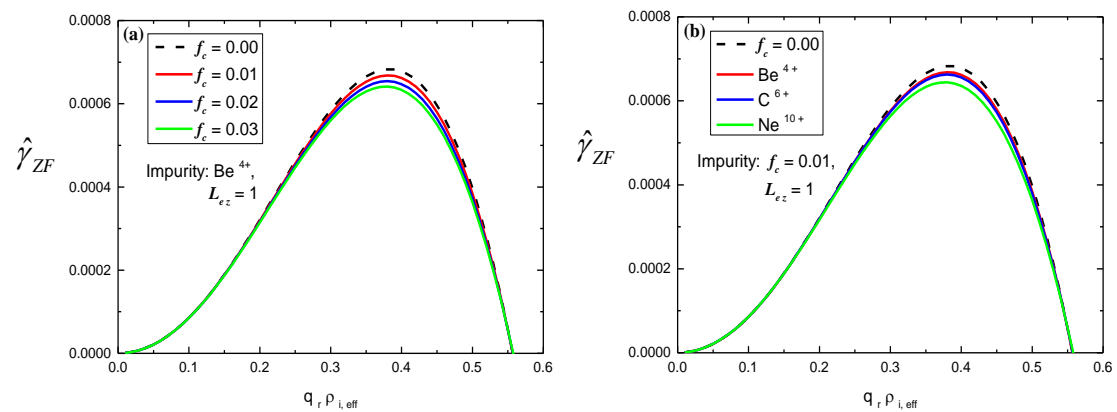 (a)
f_c = 0.00
f_c = 0.01
f_c = 0.02
f_c = 0.03
Impurity: Be 4+,
L_ez = 1
γ̂_ZF
0.0008
0.0006
0.0004
0.0002
0.0000
0.0 0.1 0.2 0.3 0.4 0.5 0.6
q_r ρ_i, eff
(b)
f_c = 0.00
Be 4+
C 6+
Ne 10+
Impurity: f_c = 0.01,
L_ez = 1
γ̂_ZF
0.0008
0.0006
0.0004
0.0002
0.0000
0.0 0.1 0.2 0.3 0.4 0.5 0.6
q_r ρ_i, eff